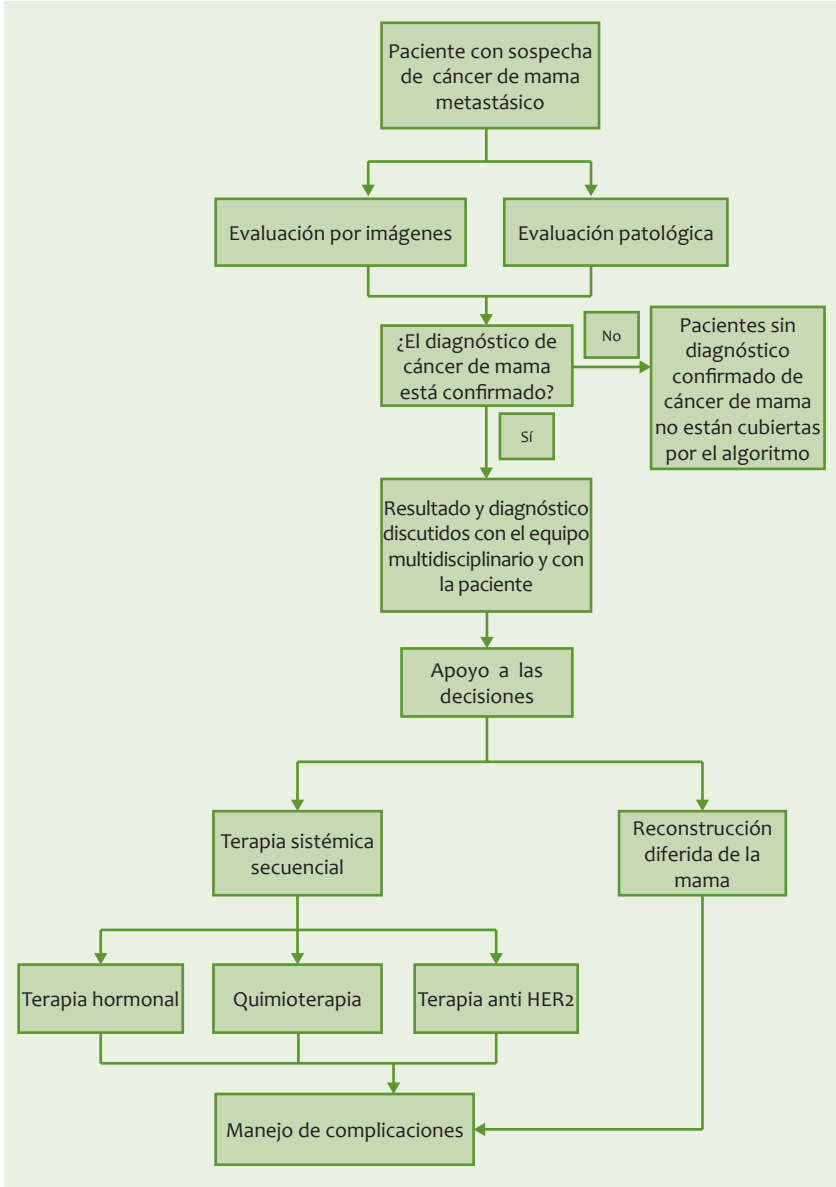 Paciente con sospecha
de cáncer de mama
metastásico
Evaluación por imágenes
Evaluación patológica
¿El diagnóstico de
cáncer de mama
está confirmado?
No
Pacientes sin
diagnóstico
confirmado de
cáncer de mama
no están cubiertas
por el algoritmo
Sí
Resultado y diagnóstico
discutidos con el equipo
multidisciplinario y con
la paciente
Apoyo a las
decisiones
Terapia sistémica
secuencial
Reconstrucción
diferida de la
mama
Terapia hormonal
Quimioterapia
Terapia anti HER2
Manejo de complicaciones